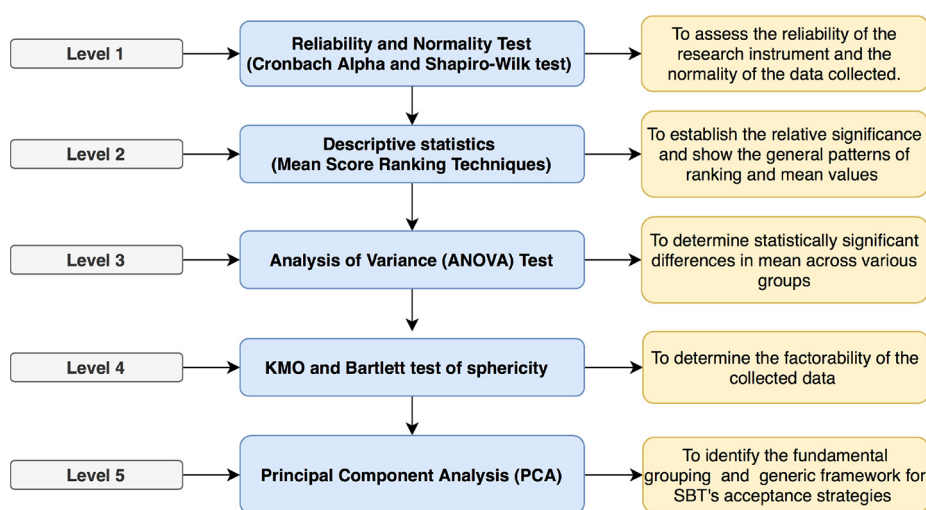 Level 1
Reliability and Normality Test
(Cronbach Alpha and Shapiro-Wilk test)
To assess the reliability of the
research instrument and the
normality of the data collected.
Level 2
Descriptive statistics
(Mean Score Ranking Techniques)
To establish the relative significance
and show the general patterns of
ranking and mean values
Level 3
Analysis of Variance (ANOVA) Test
To determine statistically significant
differences in mean across various
groups
Level 4
KMO and Bartlett test of sphericity
To determine the factorability of the
collected data
Level 5
Principal Component Analysis (PCA)
To identify the fundamental
grouping and generic framework for
SBT's acceptance strategies